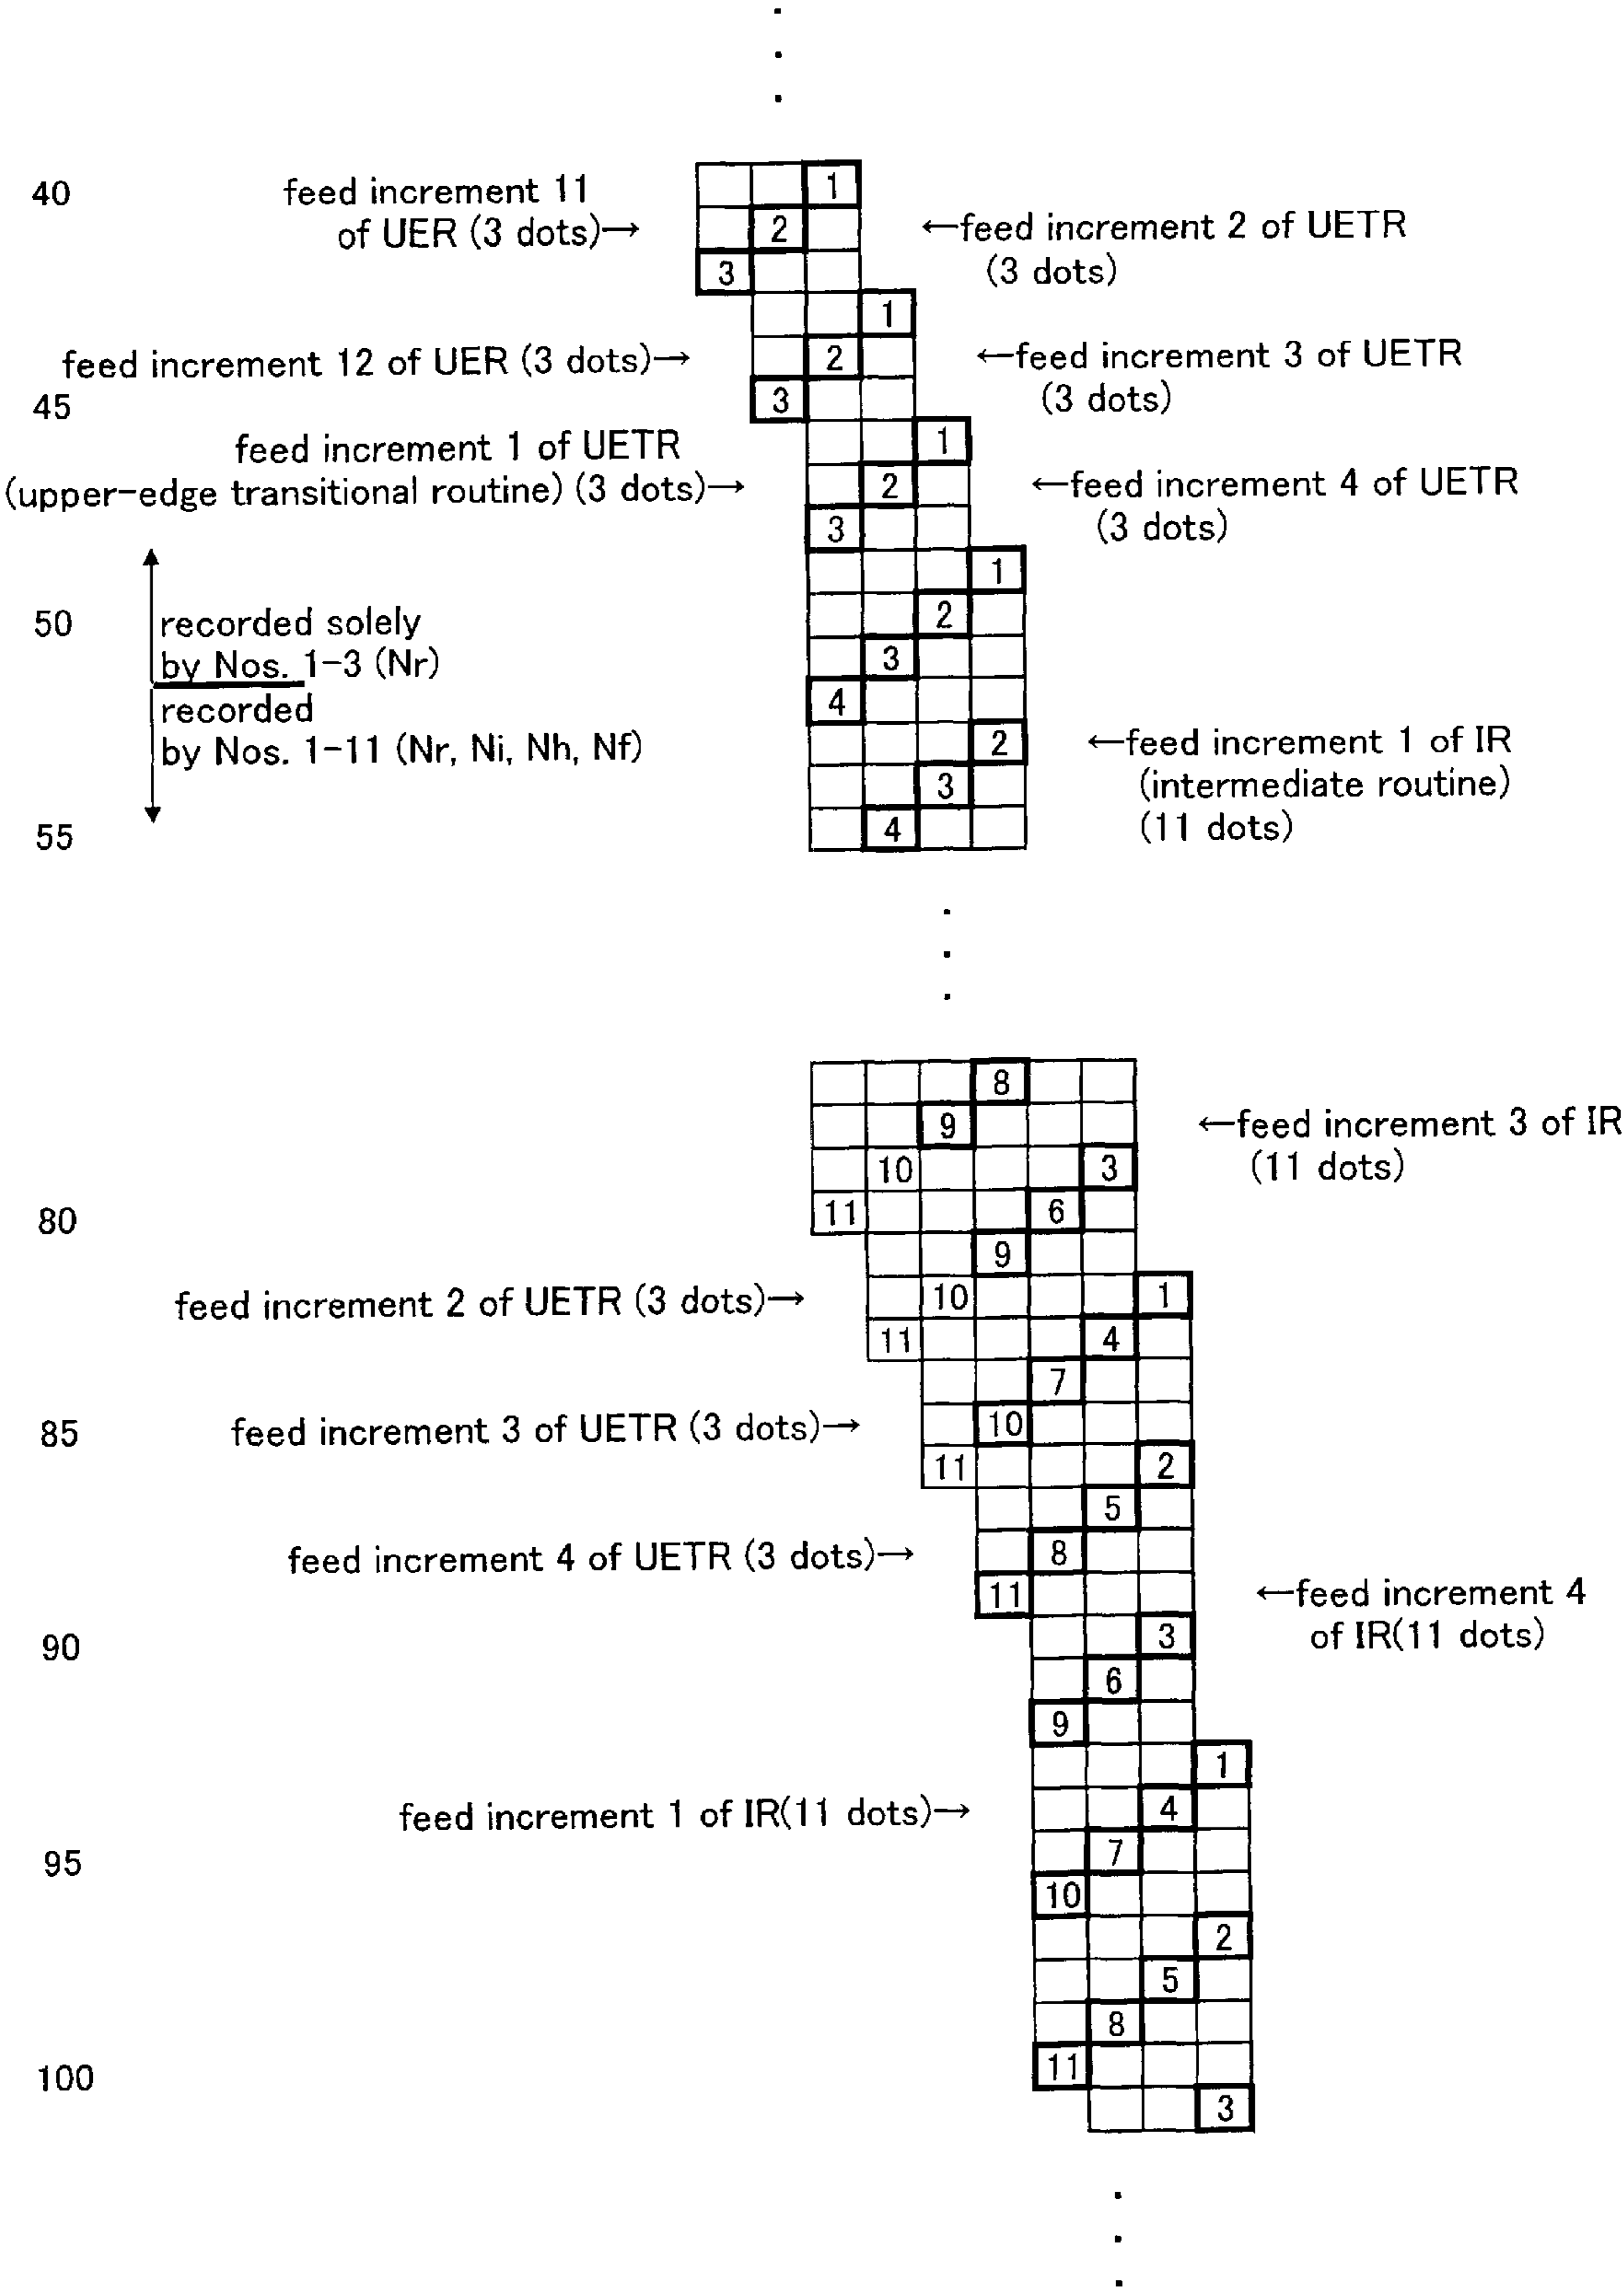 40 feed increment 11 1
of UER (3 dots)→ 2 ←feed increment 2 of UETR
3 (3 dots)
1
feed increment 12 of UER (3 dots)→ 2 ←feed increment 3 of UETR
45 3 (3 dots)
feed increment 1 of UETR 1
(upper-edge transitional routine) (3 dots)→ 2 ←feed increment 4 of UETR
3 (3 dots)
1
50 recorded solely 2
by Nos. 1-3 (Nr) 3
recorded 4
by Nos. 1-11 (Nr, Ni, Nh, Nf) 2 ←feed increment 1 of IR
3 (intermediate routine)
55 4 (11 dots)
8
9 ←feed increment 3 of IR
10 3 (11 dots)
80 11 6
9
feed increment 2 of UETR (3 dots)→ 10 1
11 4
7
85 feed increment 3 of UETR (3 dots)→ 10
11 2
5
feed increment 4 of UETR (3 dots)→ 8
11 ←feed increment 4
90 3 of IR(11 dots)
6
9
1
feed increment 1 of IR(11 dots)→ 4
95 7
10
2
5
8
100 11
3